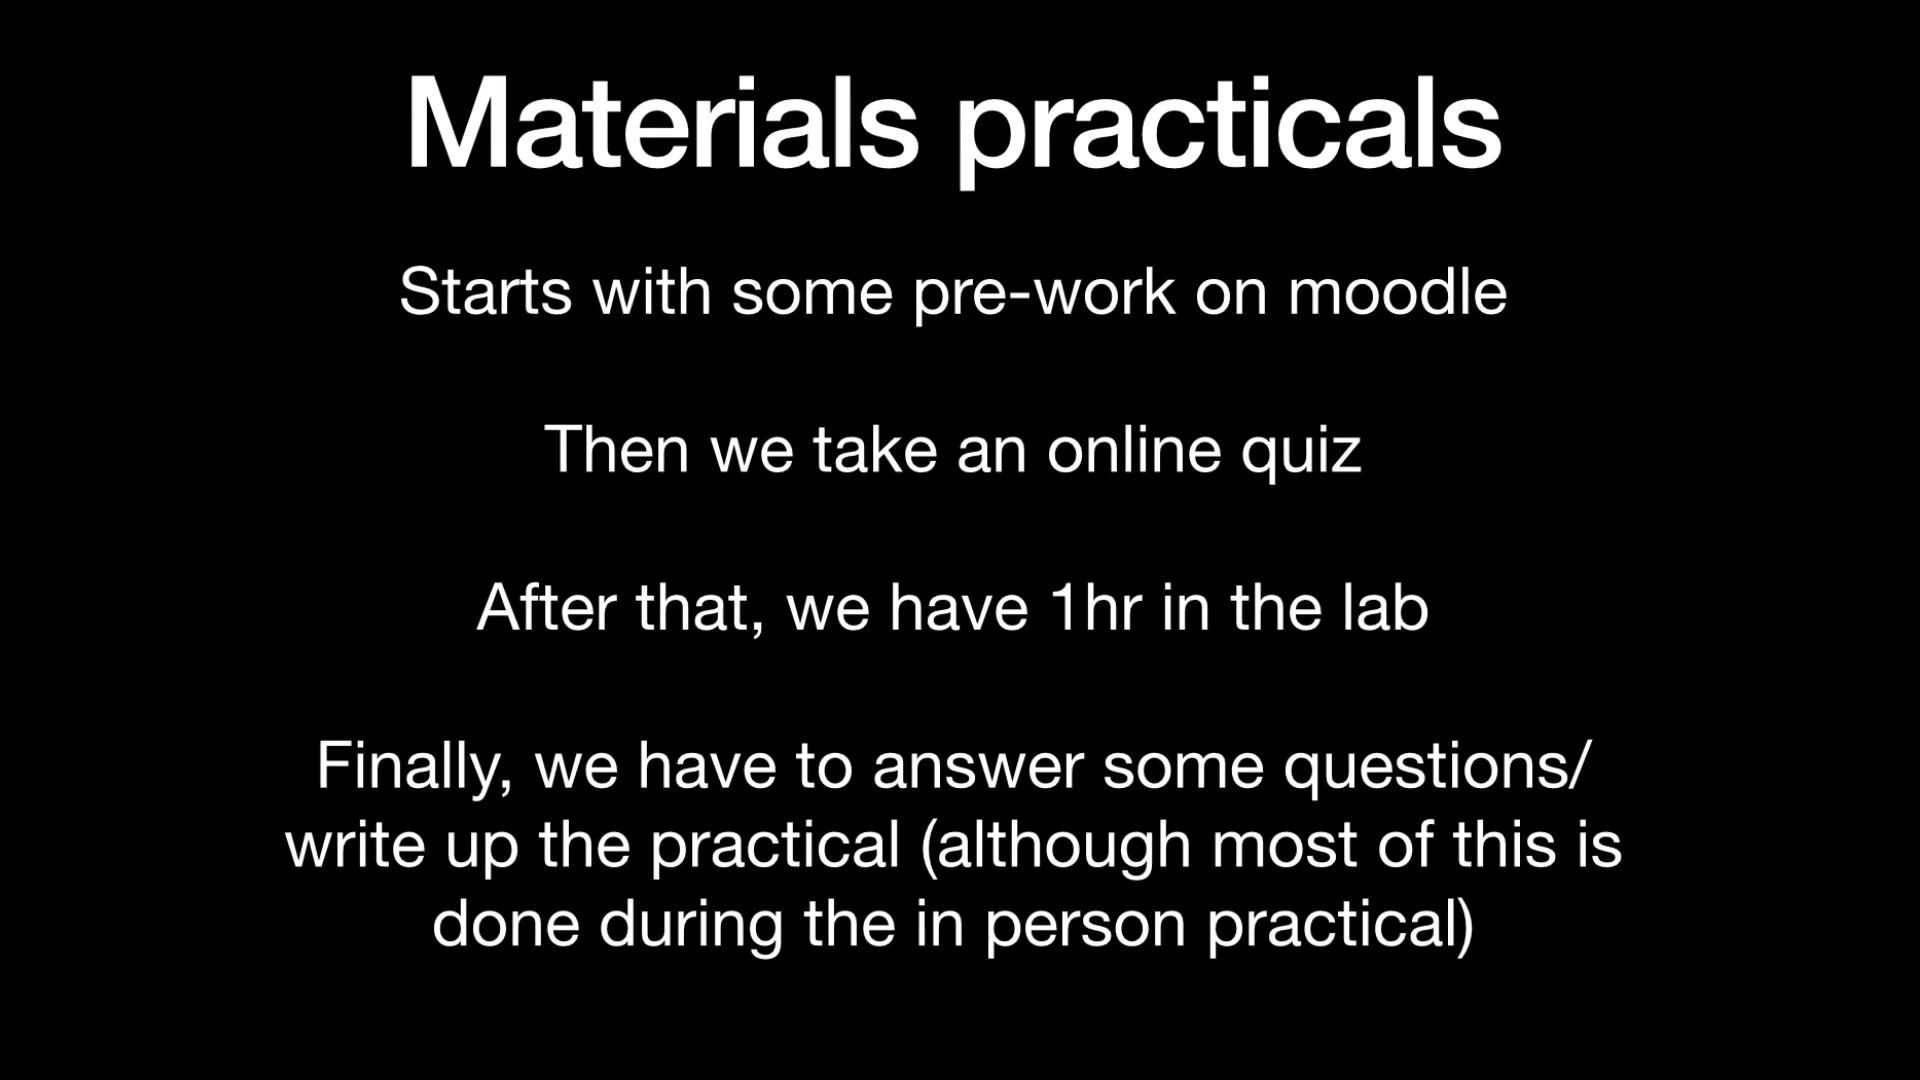 Materials practicals
Starts with some pre-work on moodle
Then we take an online quiz
After that, we have 1hr in the lab
Finally, we have to answer some questions/
write up the practical (although most of this is
done during the in person practical)